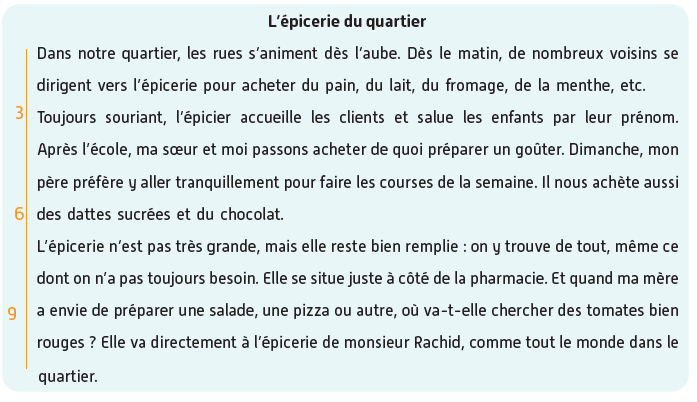 L'épicerie du quartier
Dans notre quartier, les rues s'animent dès l'aube. Dès le matin, de nombreux voisins se
dirigent vers l'épicerie pour acheter du pain, du lait, du fromage, de la menthe, etc.
3 Toujours souriant, l'épicier accueille les clients et salue les enfants par leur prénom.
Après l'école, ma sœur et moi passons acheter de quoi préparer un goûter. Dimanche, mon
père préfère y aller tranquillement pour faire les courses de la semaine. Il nous achète aussi
6 des dattes sucrées et du chocolat.
L'épicerie n'est pas très grande, mais elle reste bien remplie : on y trouve de tout, même ce
dont on n'a pas toujours besoin. Elle se situe juste à côté de la pharmacie. Et quand ma mère
9 a envie de préparer une salade, une pizza ou autre, où va-t-elle chercher des tomates bien
rouges ? Elle va directement à l'épicerie de monsieur Rachid, comme tout le monde dans le
quartier.